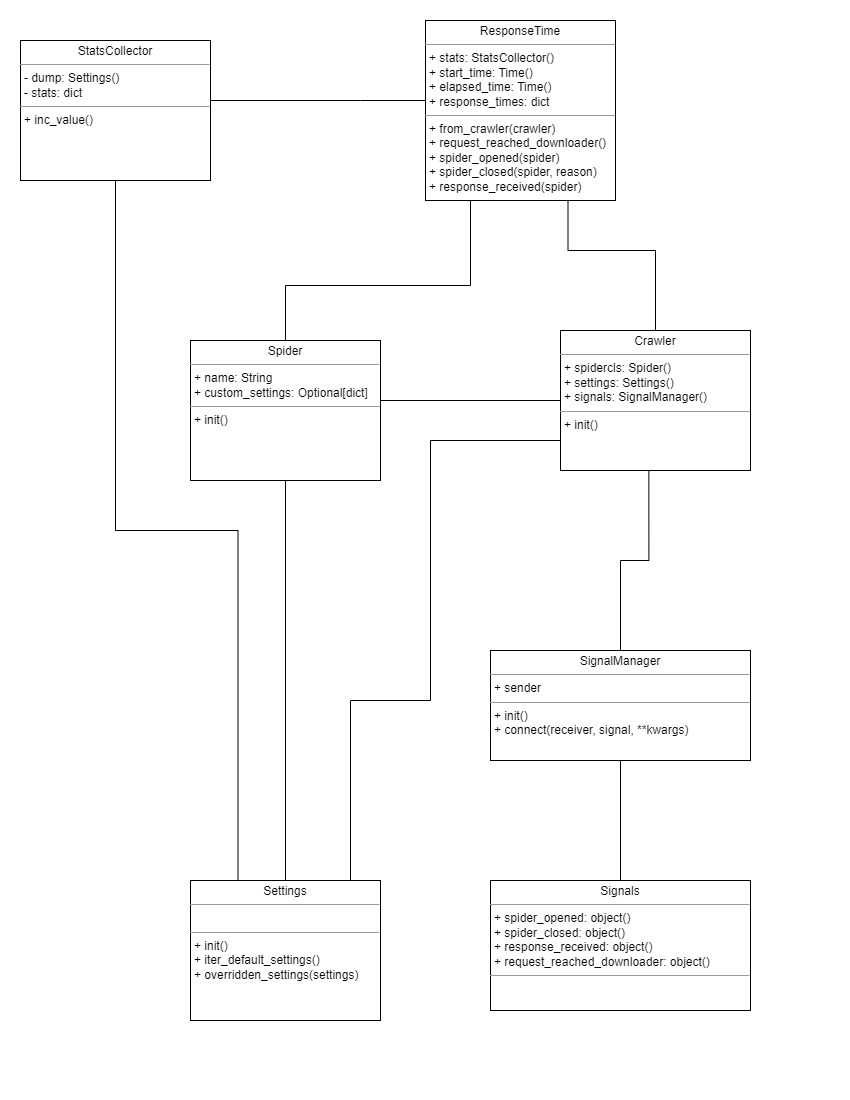 StatsCollector
- dump: Settings()
- stats: dict
+ inc_value()
ResponseTime
+ stats: StatsCollector()
+ start_time: Time()
+ elapsed_time: Time()
+ response_times: dict
+ from_crawler(crawler)
+ request_reached_downloader()
+ spider_opened(spider)
+ spider_closed(spider, reason)
+ response_received(spider)
Spider
+ name: String
+ custom_settings: Optional[dict]
+ init()
Crawler
+ spidercls: Spider()
+ settings: Settings()
+ signals: SignalManager()
+ init()
SignalManager
+ sender
+ init()
+ connect(receiver, signal, **kwargs)
Settings
+ init()
+ iter_default_settings()
+ overridden_settings(settings)
Signals
+ spider_opened: object()
+ spider_closed: object()
+ response_received: object()
+ request_reached_downloader: object()